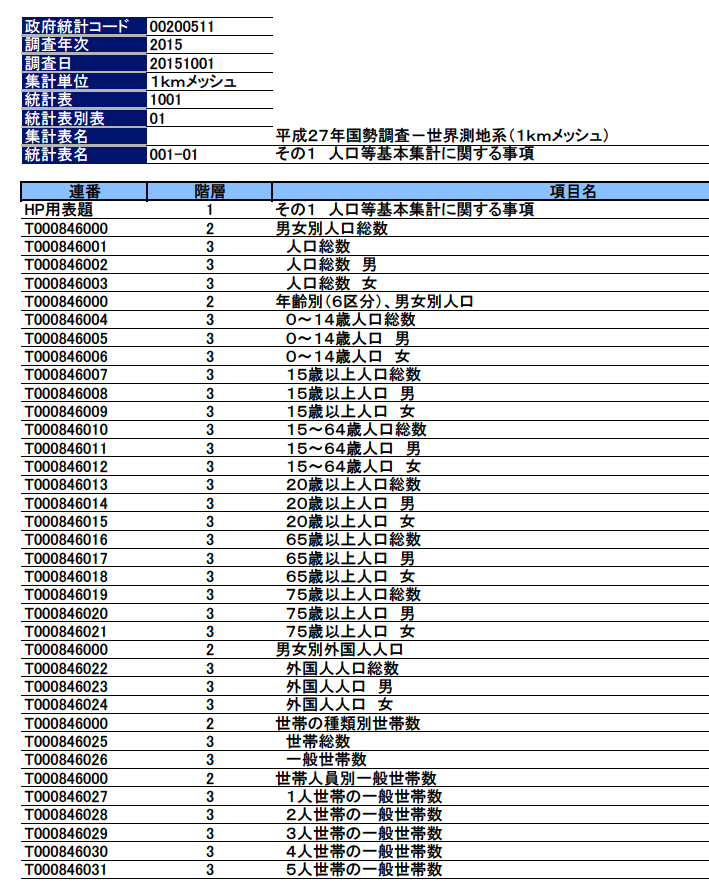 政府統計コード 00200511
調査年次 2015
調査日 20151001
集計単位 1kmメッシュ
統計表 1001
統計表別表 01
集計表名 平成27年国勢調査－世界測地系（1kmメッシュ）
統計表名 001-01 その1　人口等基本集計に関する事項
連番 階層 項目名
HP用表題 1 その1　人口等基本集計に関する事項
T000846000 2 男女別人口総数
T000846001 3 人口総数
T000846002 3 人口総数　男
T000846003 3 人口総数　女
T000846000 2 年齢別（6区分）、男女別人口
T000846004 3 0～14歳人口総数
T000846005 3 0～14歳人口　男
T000846006 3 0～14歳人口　女
T000846007 3 15歳以上人口総数
T000846008 3 15歳以上人口　男
T000846009 3 15歳以上人口　女
T000846010 3 15～64歳人口総数
T000846011 3 15～64歳人口　男
T000846012 3 15～64歳人口　女
T000846013 3 20歳以上人口総数
T000846014 3 20歳以上人口　男
T000846015 3 20歳以上人口　女
T000846016 3 65歳以上人口総数
T000846017 3 65歳以上人口　男
T000846018 3 65歳以上人口　女
T000846019 3 75歳以上人口総数
T000846020 3 75歳以上人口　男
T000846021 3 75歳以上人口　女
T000846000 2 男女別外国人人口
T000846022 3 外国人人口総数
T000846023 3 外国人人口　男
T000846024 3 外国人人口　女
T000846000 2 世帯の種類別世帯数
T000846025 3 世帯総数
T000846026 3 一般世帯数
T000846000 2 世帯人員別一般世帯数
T000846027 3 1人世帯の一般世帯数
T000846028 3 2人世帯の一般世帯数
T000846029 3 3人世帯の一般世帯数
T000846030 3 4人世帯の一般世帯数
T000846031 3 5人世帯の一般世帯数